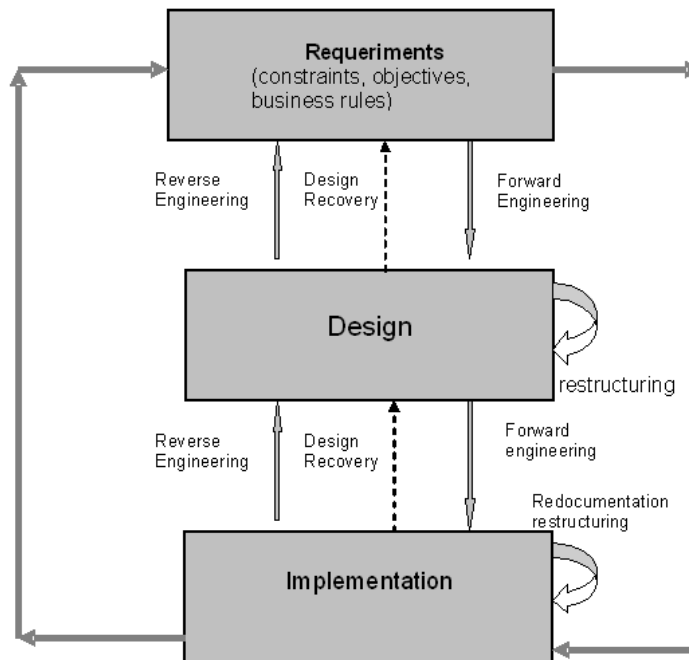 Requeriments
(constraints, objectives,
business rules)
Reverse
Engineering
Design
Recovery
Forward
Engineering
Design
restructuring
Reverse
Engineering
Design
Recovery
Forward
engineering
Redocumentation
restructuring
Implementation